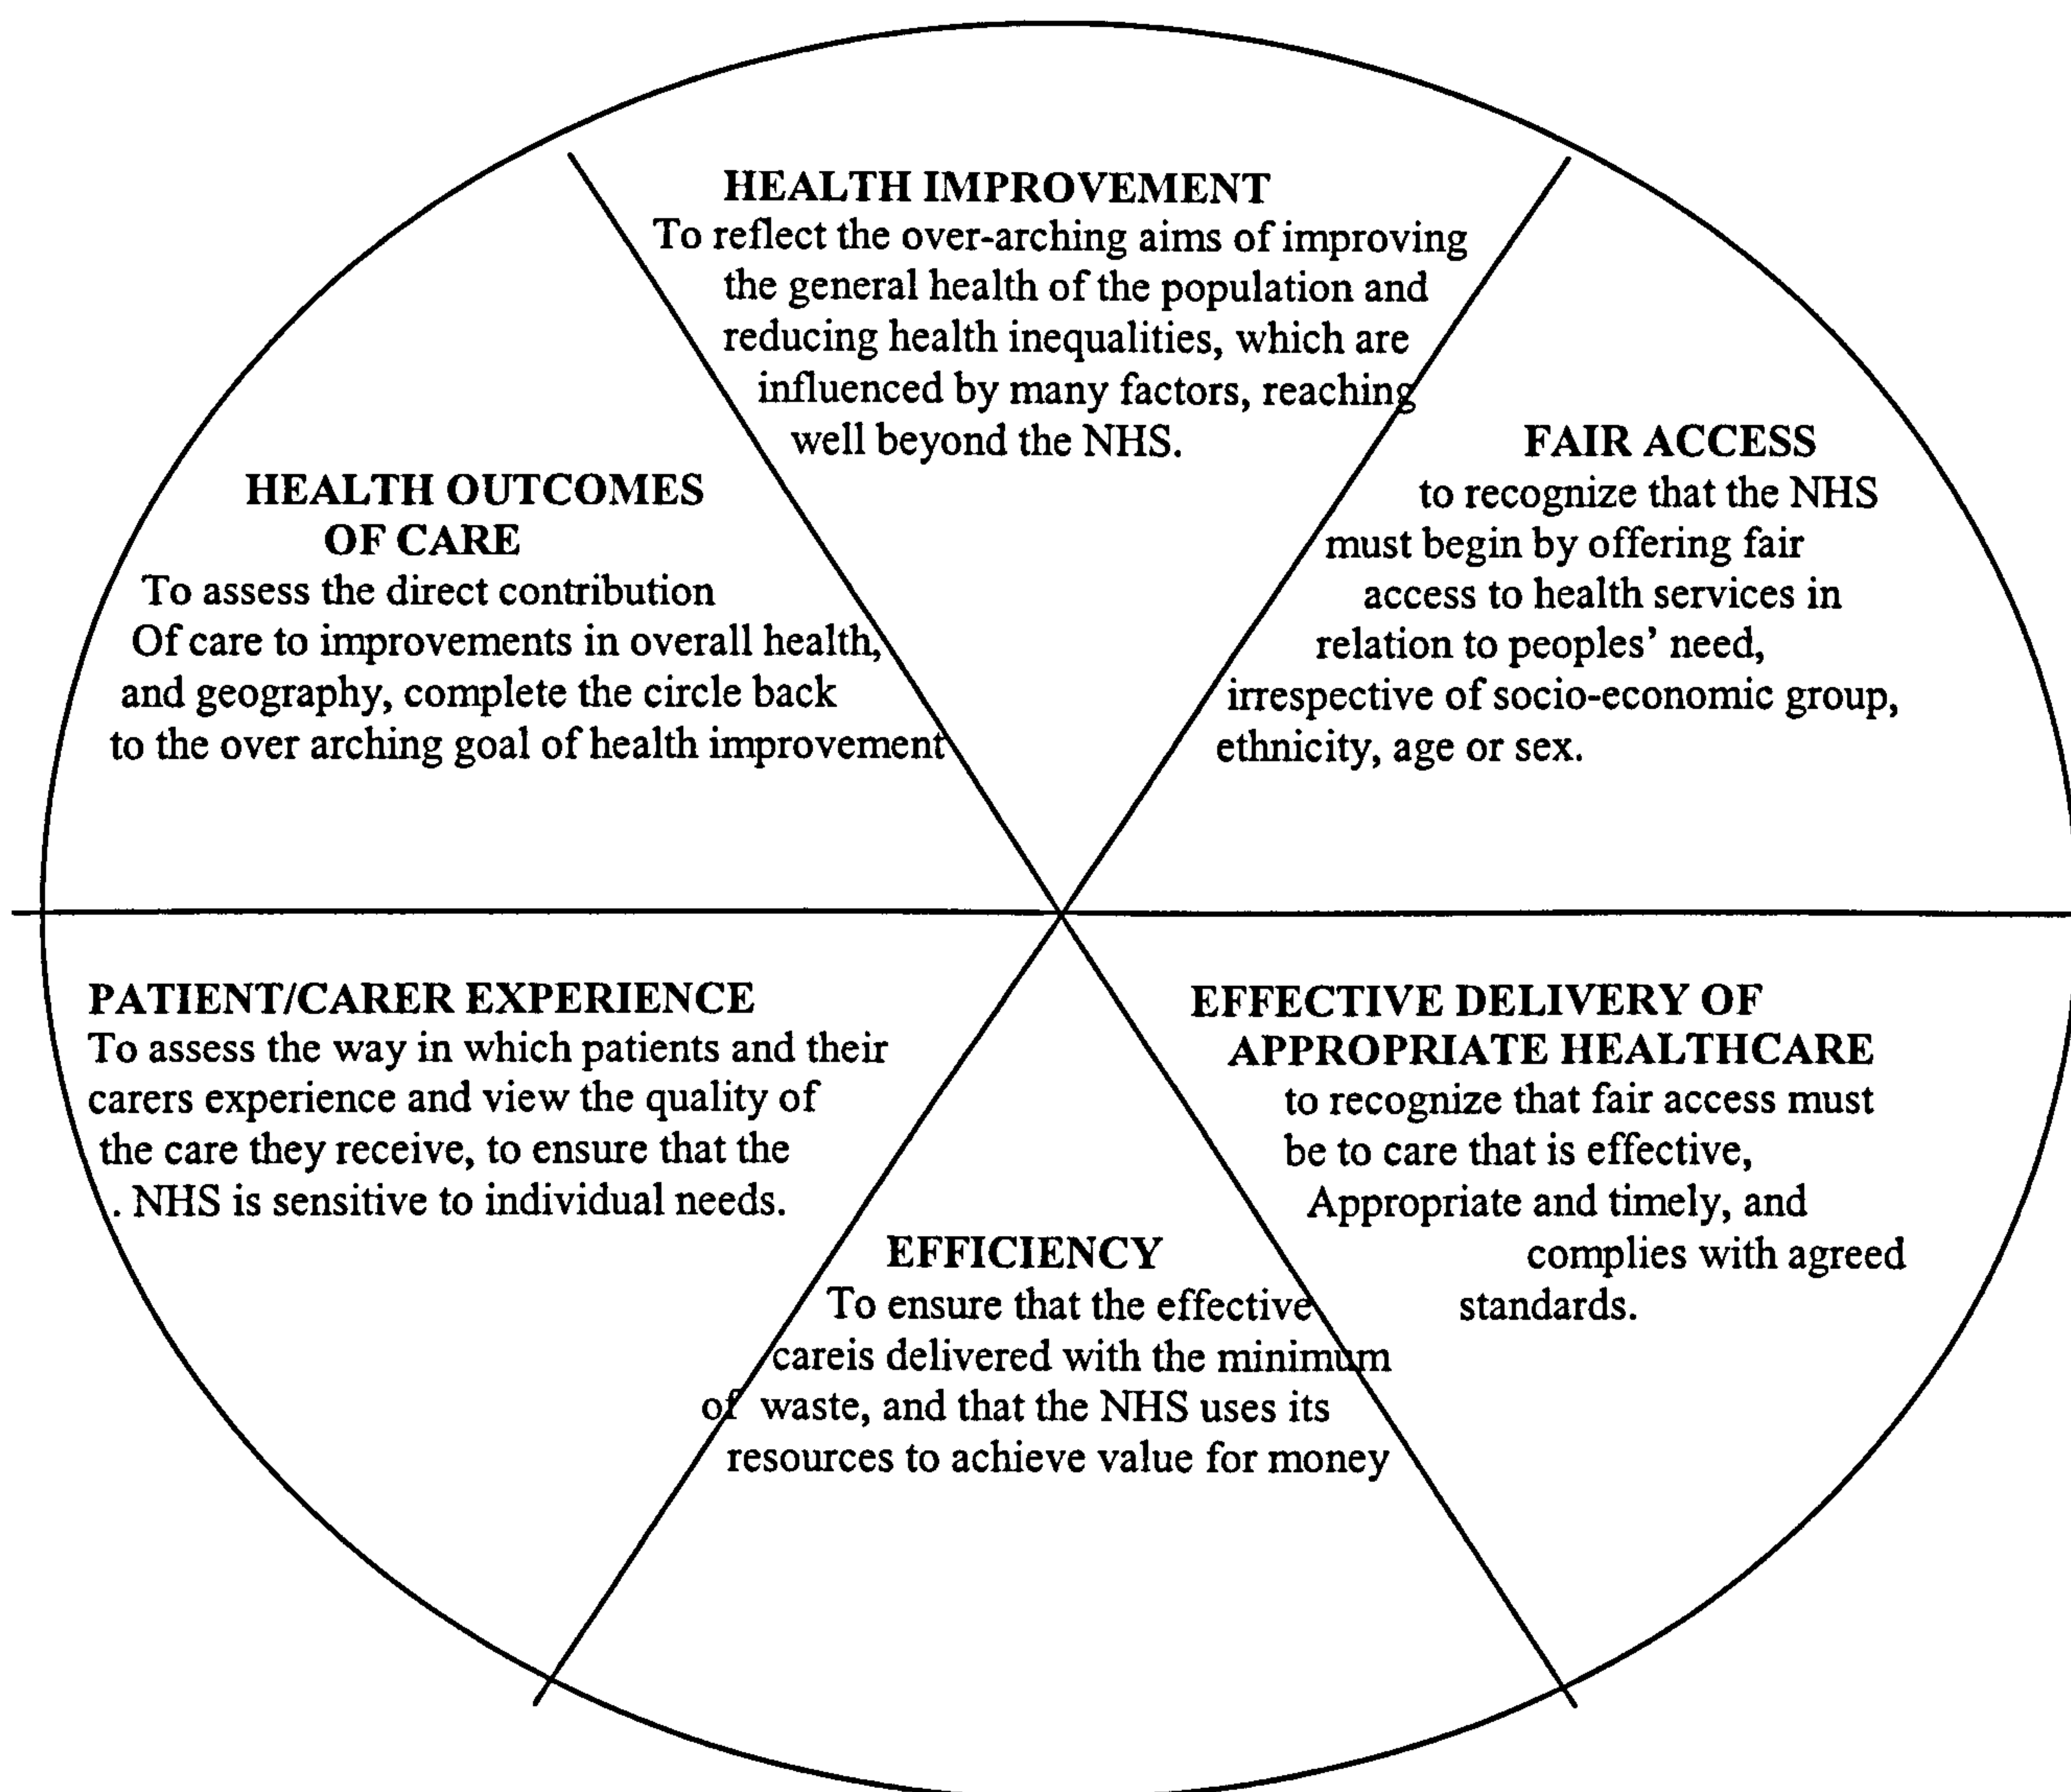 HEALTH IMPROVEMENT
To reflect the over-arching aims of improving
the general health of the population and
reducing health inequalities, which are
influenced by many factors, reaching
well beyond the NHS.
FAIR ACCESS
to recognize that the NHS
must begin by offering fair
access to health services in
relation to peoples’ need,
irrespective of socio-economic group,
ethnicity, age or sex.
EFFECTIVE DELIVERY OF
APPROPRIATE HEALTHCARE
to recognize that fair access must
be to care that is effective,
Appropriate and timely, and
complies with agreed
standards.
EFFICIENCY
To ensure that the effective
careis delivered with the minimum
of waste, and that the NHS uses its
resources to achieve value for money
PATIENT/CARER EXPERIENCE
To assess the way in which patients and their
carers experience and view the quality of
the care they receive, to ensure that the
. NHS is sensitive to individual needs.
HEALTH OUTCOMES
OF CARE
To assess the direct contribution
Of care to improvements in overall health,
and geography, complete the circle back
to the over arching goal of health improvement